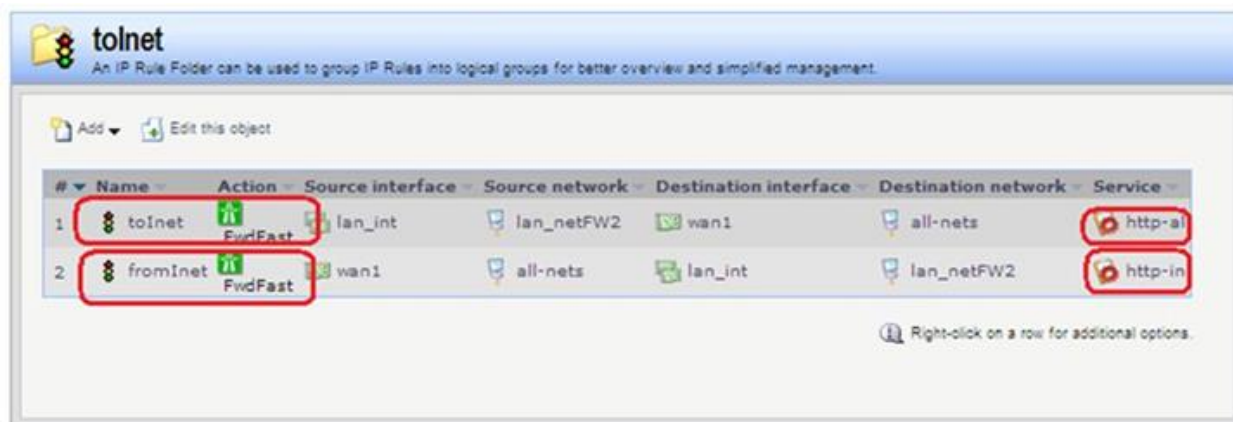 toInet
An IP Rule Folder can be used to group IP Rules into logical groups for better overview and simplified management.
Add Edit this object
# Name Action Source interface Source network Destination interface Destination network Service
1 toInet FwdFast lan_int lan_netFW2 wan1 all-nets http-al
2 fromInet FwdFast wan1 all-nets lan_int lan_netFW2 http-in
Right-click on a row for additional options.